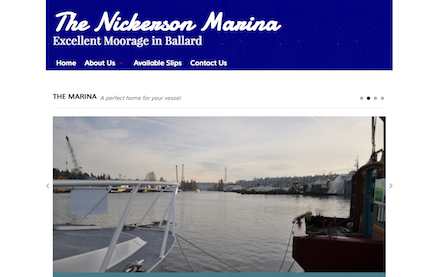 The Nickerson Marina
Excellent Moorage in Ballard
Home About Us Available Slips Contact Us
THE MARINA A perfect home for your vessel